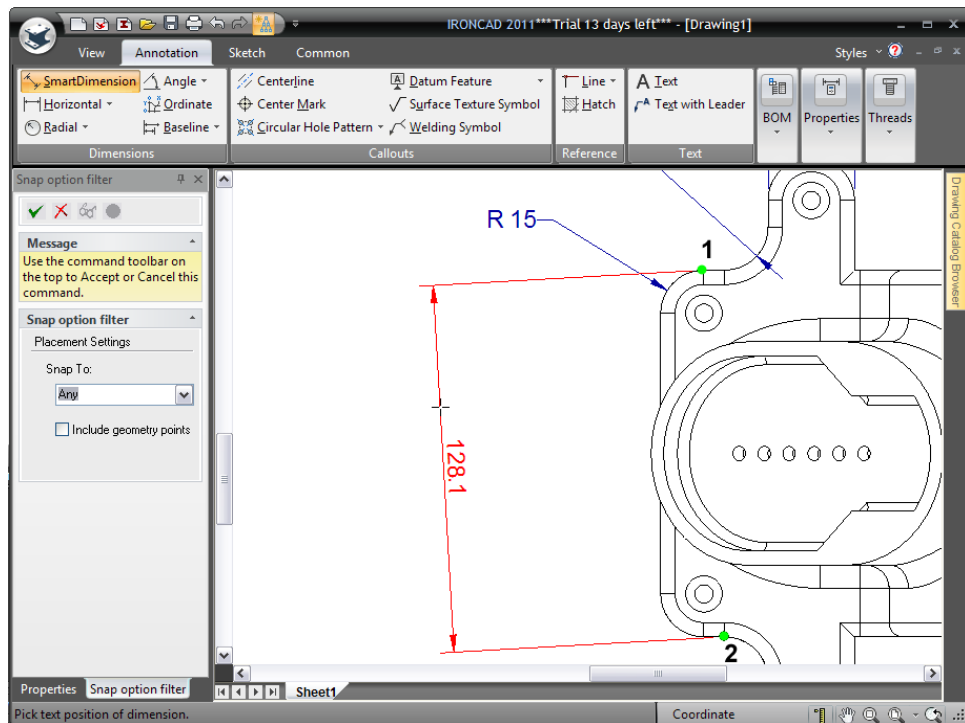 IRONCAD 2011***Trial 13 days left*** - [Drawing1]
View Annotation Sketch Common Styles
SmartDimension Angle Centerline Datum Feature Line A Text BOM Properties Threads
Horizontal Ordinate Center Mark Surface Texture Symbol Hatch Text with Leader
Radial Baseline Circular Hole Pattern Welding Symbol
Dimensions Callouts Reference Text
Snap option filter
Message
Use the command toolbar on
the top to Accept or Cancel this
command.
Snap option filter
Placement Settings
Snap To:
Any
Include geometry points
R 15
1
128.1
2
Drawing Catalog Browser
Properties Snap option filter
Sheet1
Pick text position of dimension.
Coordinate